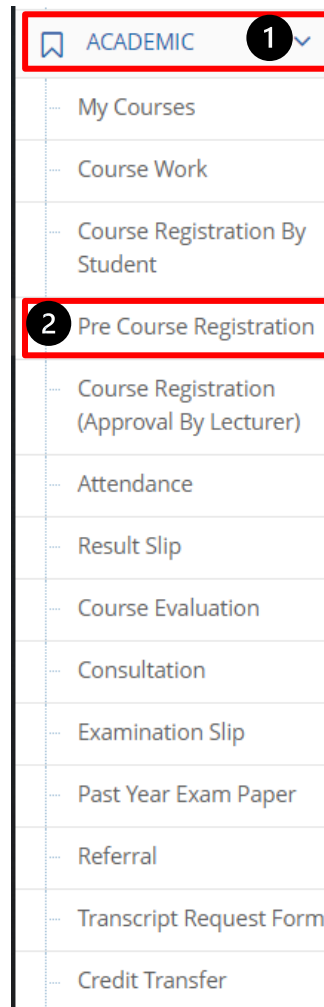 ACADEMIC 1
My Courses
Course Work
Course Registration By
Student
2 Pre Course Registration
Course Registration
(Approval By Lecturer)
Attendance
Result Slip
Course Evaluation
Consultation
Examination Slip
Past Year Exam Paper
Referral
Transcript Request Form
Credit Transfer